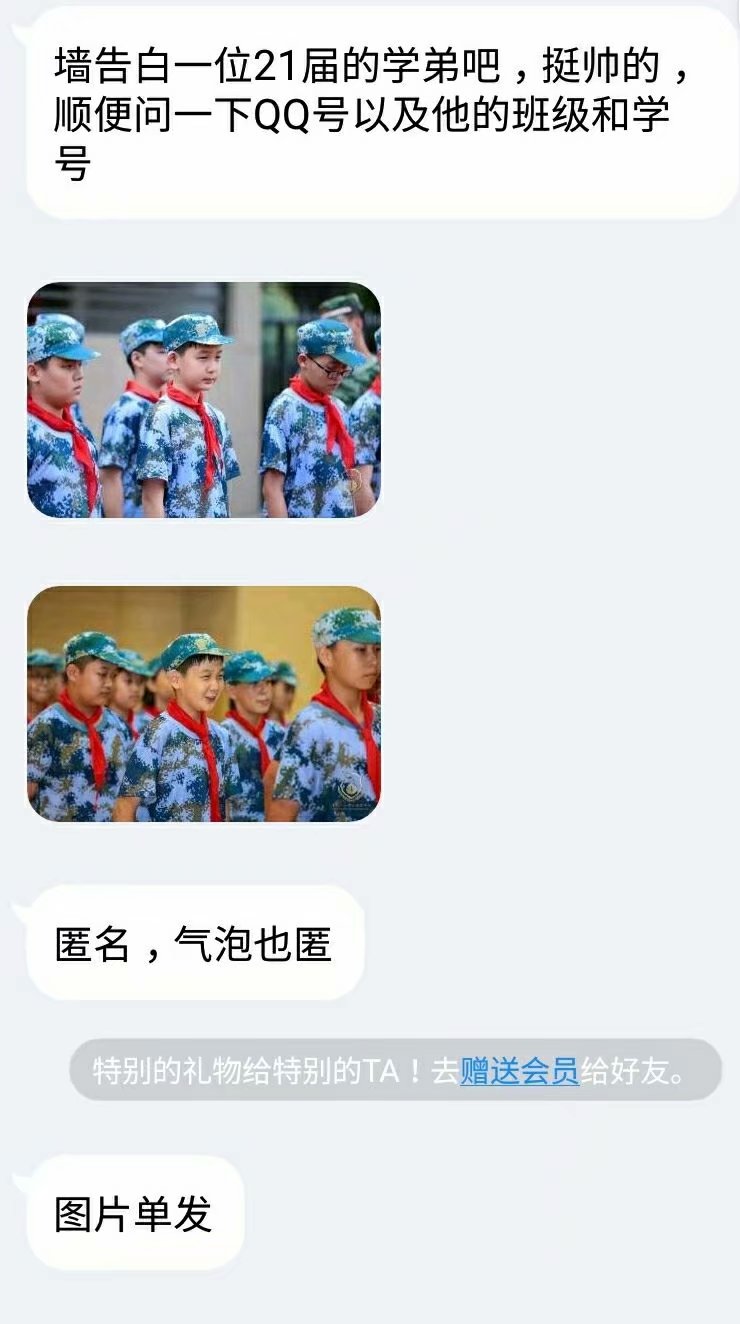 墙告白一位21届的学弟吧，挺帅的，
顺便问一下QQ号以及他的班级和学
号
匿名，气泡也匿
特别的礼物给特别的TA！去赠送会员给好友。
图片单发